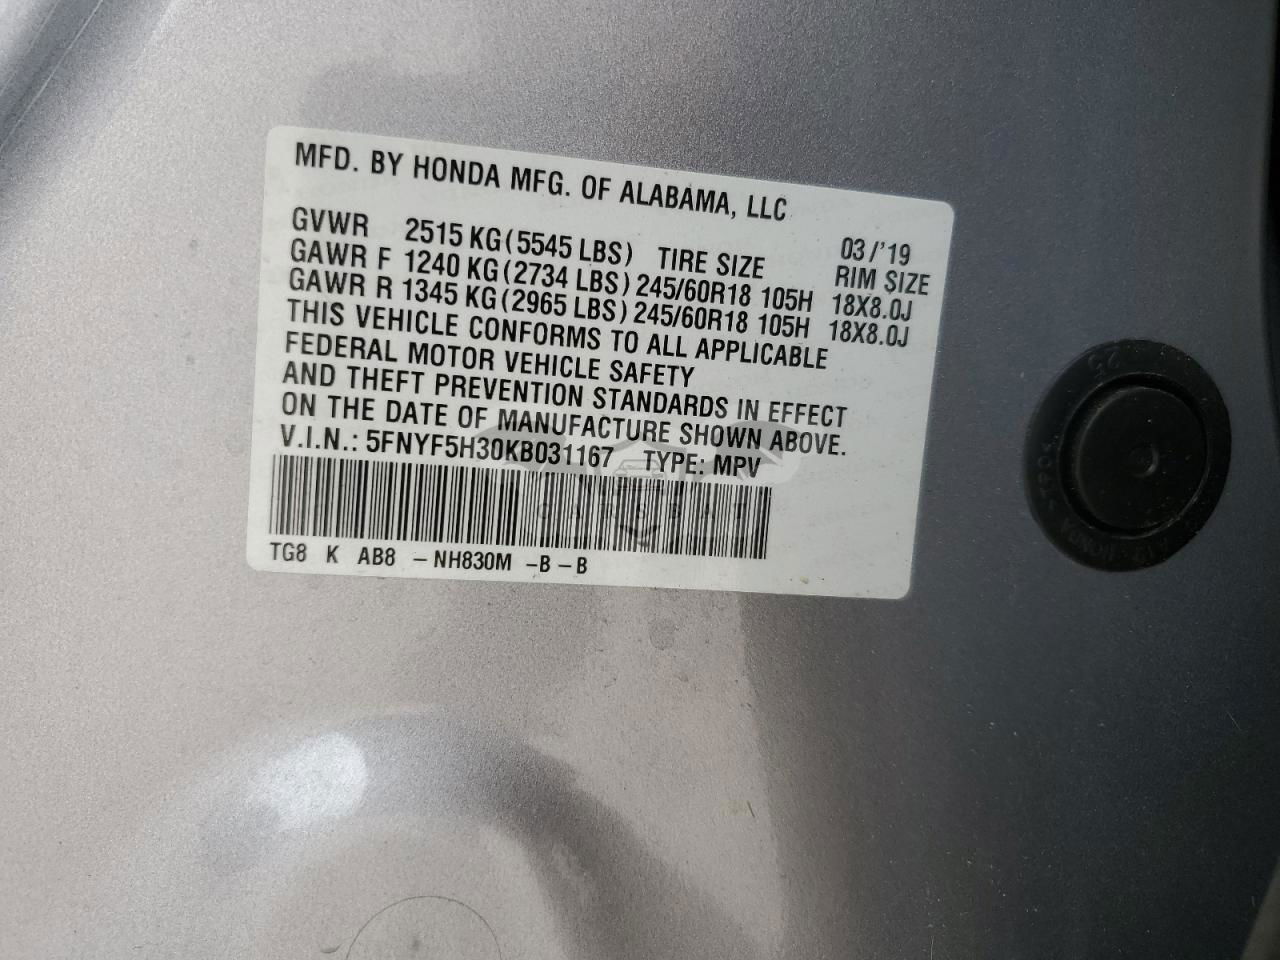 MFD. BY HONDA MFG. OF ALABAMA, LLC
03/'19
GVWR 2515 KG(5545 LBS) TIRE SIZE RIM SIZE
GAWR F 1240 KG(2734 LBS) 245/60R18 105H 18X8.0J
GAWR R 1345 KG(2965 LBS) 245/60R18 105H 18X8.0J
THIS VEHICLE CONFORMS TO ALL APPLICABLE
FEDERAL MOTOR VEHICLE SAFETY
AND THEFT PREVENTION STANDARDS IN EFFECT
ON THE DATE OF MANUFACTURE SHOWN ABOVE.
V.I.N.: 5FNYF5H30KB031167 TYPE: MPV
TG8 K AB8 -NH830M -B-B
HONDA
25